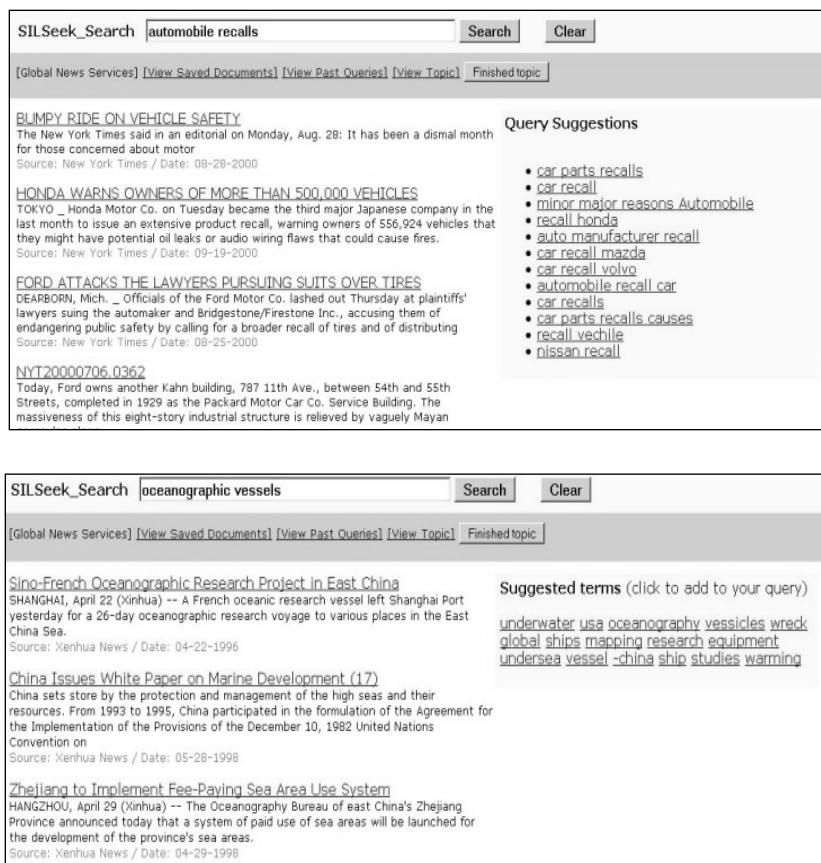 SILSeek_Search automobile recalls Search Clear
[Global News Services] [View Saved Documents] [View Past Queries] [View Topic] Finished topic
BUMPY RIDE ON VEHICLE SAFETY
The New York Times said in an editorial on Monday, Aug. 28: It has been a dismal month
for those concerned about motor
Source: New York Times / Date: 08-28-2000
HONDA WARNS OWNERS OF MORE THAN 500,000 VEHICLES
TOKYO _ Honda Motor Co. on Tuesday became the third major Japanese company in the
last month to issue an extensive product recall, warning owners of 556,924 vehicles that
they might have potential oil leaks or audio wiring flaws that could cause fires.
Source: New York Times / Date: 09-19-2000
FORD ATTACKS THE LAWYERS PURSUING SUITS OVER TIRES
DEARBORN, Mich. _ Officials of the Ford Motor Co. lashed out Thursday at plaintiffs'
lawyers suing the automaker and Bridgestone/Firestone Inc., accusing them of
endangering public safety by calling for a broader recall of tires and of distributing
Source: New York Times / Date: 08-25-2000
NYT20000706.0362
Today, Ford owns another Kahn building, 787 11th Ave., between 54th and 55th
Streets, completed in 1929 as the Packard Motor Car Co. Service Building. The
massiveness of this eight-story industrial structure is relieved by vaguely Mayan
Query Suggestions
• car parts recalls
• car recall
• minor major reasons Automobile
• recall honda
• auto manufacturer recall
• car recall mazda
• car recall volvo
• automobile recall car
• car recalls
• car parts recalls causes
• recall vechile
• nissan recall
SILSeek_Search oceanographic vessels Search Clear
[Global News Services] [View Saved Documents] [View Past Queries] [View Topic] Finished topic
Sino-French Oceanographic Research Project in East China
SHANGHAI, April 22 (Xinhua) -- A French oceanic research vessel left Shanghai Port
yesterday for a 26-day oceanographic research voyage to various places in the East
China Sea.
Source: Xenhua News / Date: 04-22-1996
China Issues White Paper on Marine Development (17)
China sets store by the protection and management of the high seas and their
resources. From 1993 to 1995, China participated in the formulation of the Agreement for
the Implementation of the Provisions of the December 10, 1982 United Nations
Convention on
Source: Xenhua News / Date: 05-28-1998
Zhejiang to Implement Fee-Paying Sea Area Use System
HANGZHOU, April 29 (Xinhua) -- The Oceanography Bureau of east China's Zhejiang
Province announced today that a system of paid use of sea areas will be launched for
the development of the province's sea areas.
Source: Xenhua News / Date: 04-29-1998
Suggested terms (click to add to your query)
underwater usa oceanography vessicles wreck
global ships mapping research equipment
undersea vessel -china ship studies warming